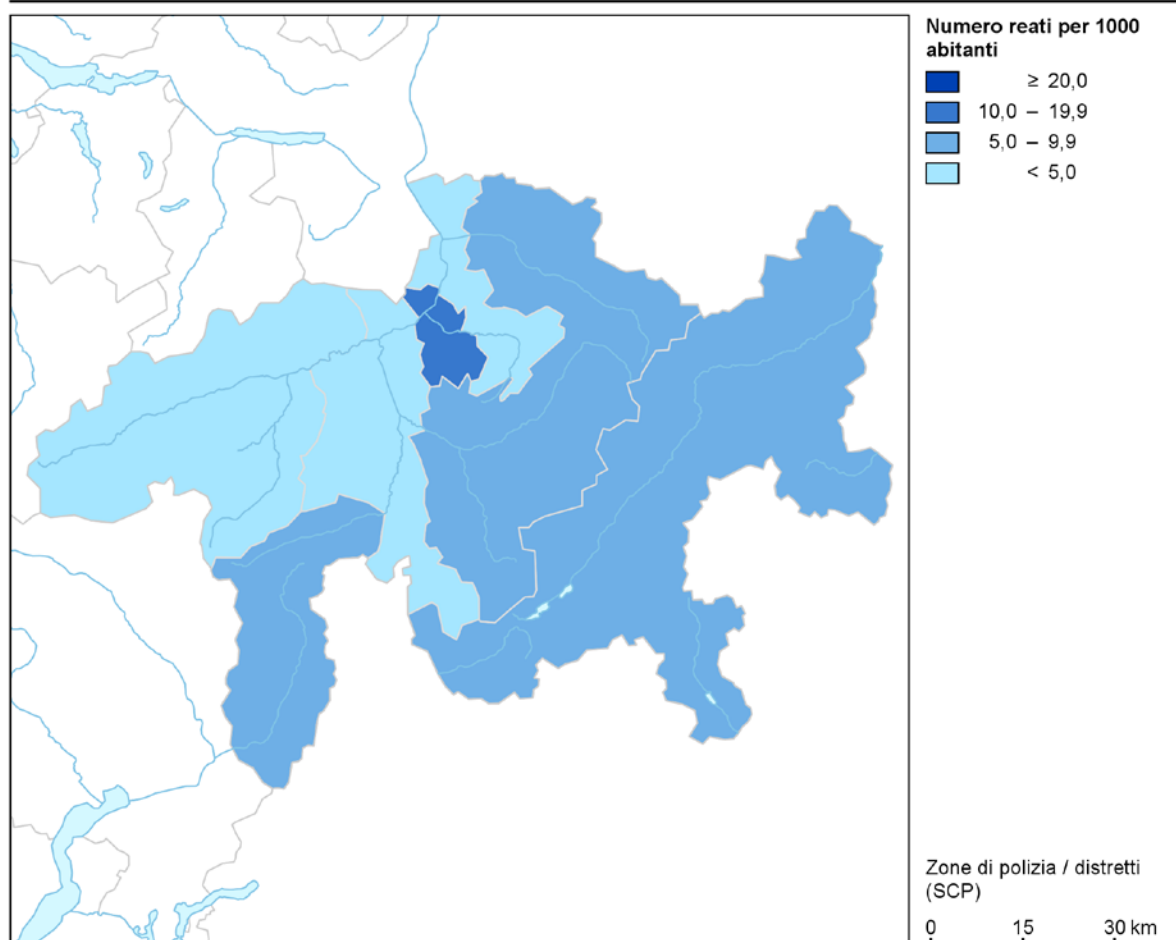 Numero reati per 1000
abitanti
≥ 20,0
10,0 – 19,9
5,0 – 9,9
< 5,0
Zone di polizia / distretti
(SCP)
0 15 30 km